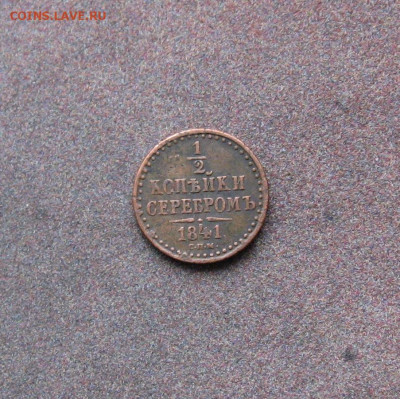 COINS.LAVE.RU
1/2
КОПѢЙКИ
СЕРЕБРОМЪ
1841
С.П.М.